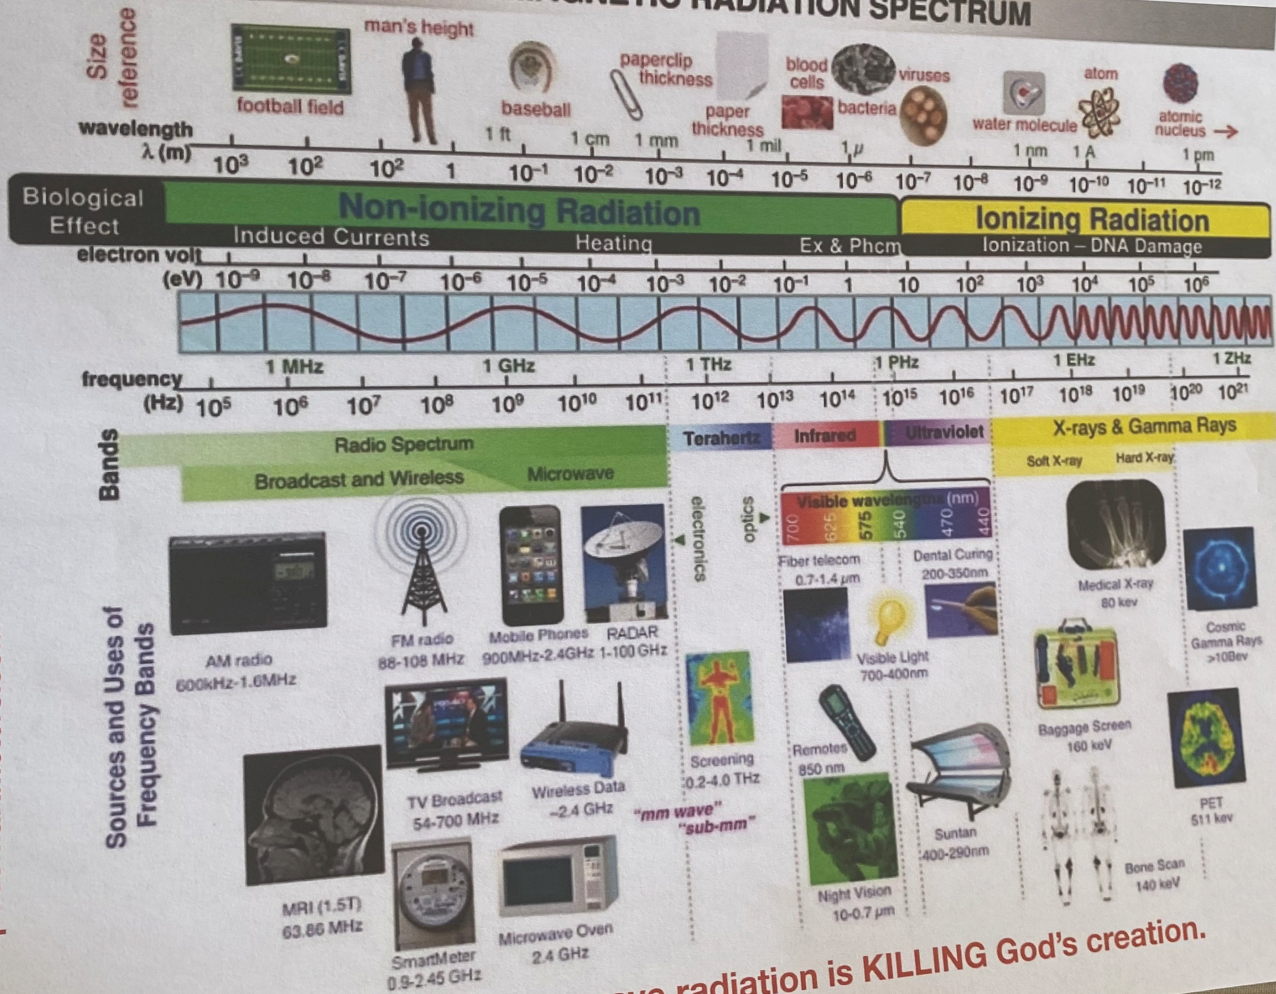 MAGNETIC RADIATION SPECTRUM
Size reference
football field
man's height
baseball
paperclip thickness
paper thickness
blood cells
bacteria
viruses
water molecule
atom
atomic nucleus →
wavelength
λ (m)
1 ft 1 cm 1 mm 1 mil 1 µ 1 nm 1 A 1 pm
10³ 10² 10² 1 10⁻¹ 10⁻² 10⁻³ 10⁻⁴ 10⁻⁵ 10⁻⁶ 10⁻⁷ 10⁻⁸ 10⁻⁹ 10⁻¹⁰ 10⁻¹¹ 10⁻¹²
Biological Effect
Non-ionizing Radiation
Ionizing Radiation
Induced Currents Heating Ex & Phcm Ionization – DNA Damage
electron volt
(eV) 10⁻⁹ 10⁻⁸ 10⁻⁷ 10⁻⁶ 10⁻⁵ 10⁻⁴ 10⁻³ 10⁻² 10⁻¹ 1 10 10² 10³ 10⁴ 10⁵ 10⁶
1 MHz 1 GHz 1 THz 1 PHz 1 EHz 1 ZHz
frequency
(Hz) 10⁵ 10⁶ 10⁷ 10⁸ 10⁹ 10¹⁰ 10¹¹ 10¹² 10¹³ 10¹⁴ 10¹⁵ 10¹⁶ 10¹⁷ 10¹⁸ 10¹⁹ 10²⁰ 10²¹
Bands
Radio Spectrum
Terahertz
Infrared
Ultraviolet
X-rays & Gamma Rays
Broadcast and Wireless
Microwave
Soft X-ray
Hard X-ray
electronics
optics
Visible wavelengths (nm)
700 625 575 540 470 440
Sources and Uses of
Frequency Bands
AM radio
600kHz-1.6MHz
FM radio
88-108 MHz
Mobile Phones
900MHz-2.4GHz
RADAR
1-100 GHz
Fiber telecom
0.7-1.4 µm
Dental Curing
200-350nm
Visible Light
700-400nm
Medical X-ray
80 kev
Cosmic
Gamma Rays
>10Bev
MRI (1.5T)
63.86 MHz
TV Broadcast
54-700 MHz
Wireless Data
~2.4 GHz
Screening
0.2-4.0 THz
"mm wave"
"sub-mm"
Remotes
850 nm
Suntan
400-290nm
Baggage Screen
160 keV
PET
511 kev
SmartMeter
0.9-2.45 GHz
Microwave Oven
2.4 GHz
Night Vision
10-0.7 µm
Bone Scan
140 keV
radiation is KILLING God's creation.